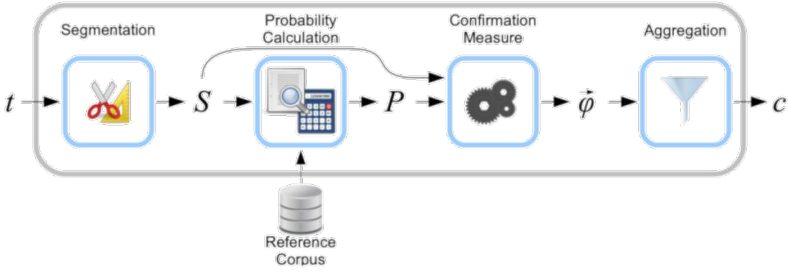 Segmentation
Probability
Calculation
Confirmation
Measure
Aggregation
t
S
P
φ⃗
c
Reference
Corpus